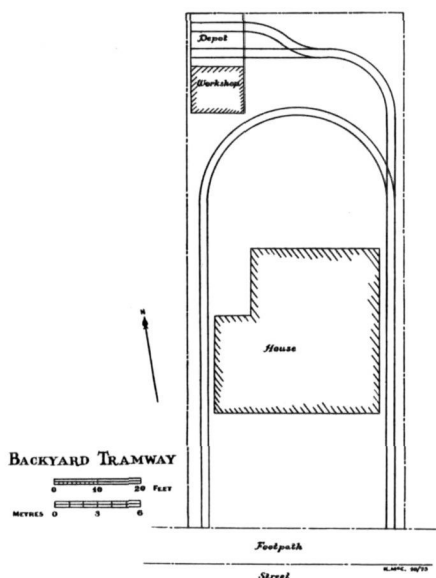 Depot
Workshop
N
House
BACKYARD TRAMWAY
0 10 20 FEET
METRES 0 3 6
Footpath
Street